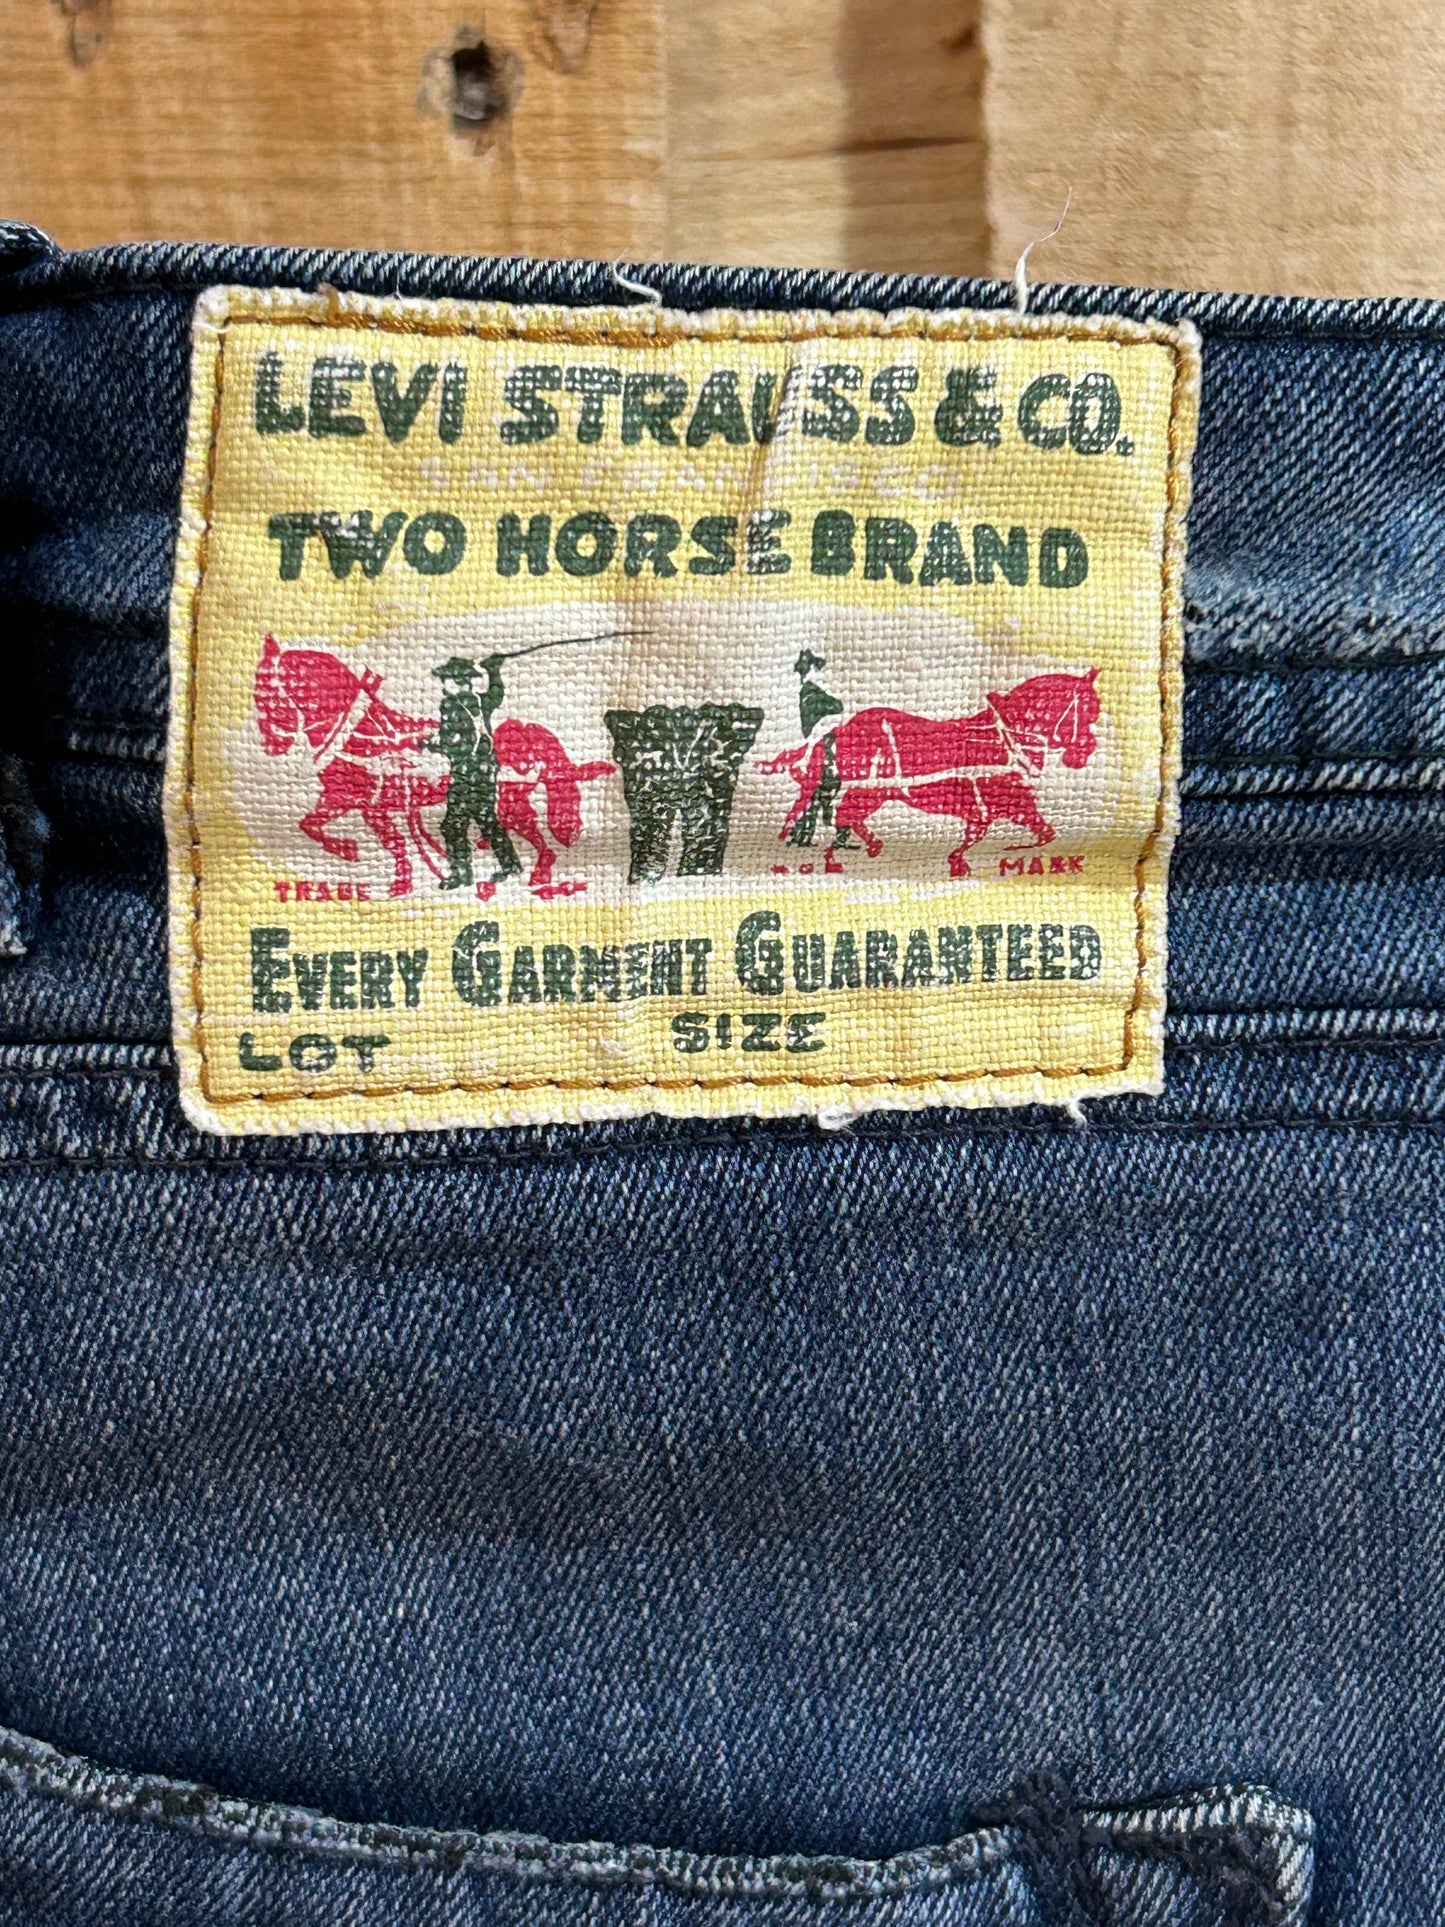 LEVI STRAUSS & CO.
SAN FRANCISCO
TWO HORSE BRAND
TRADE MARK
EVERY GARMENT GUARANTEED
LOT SIZE